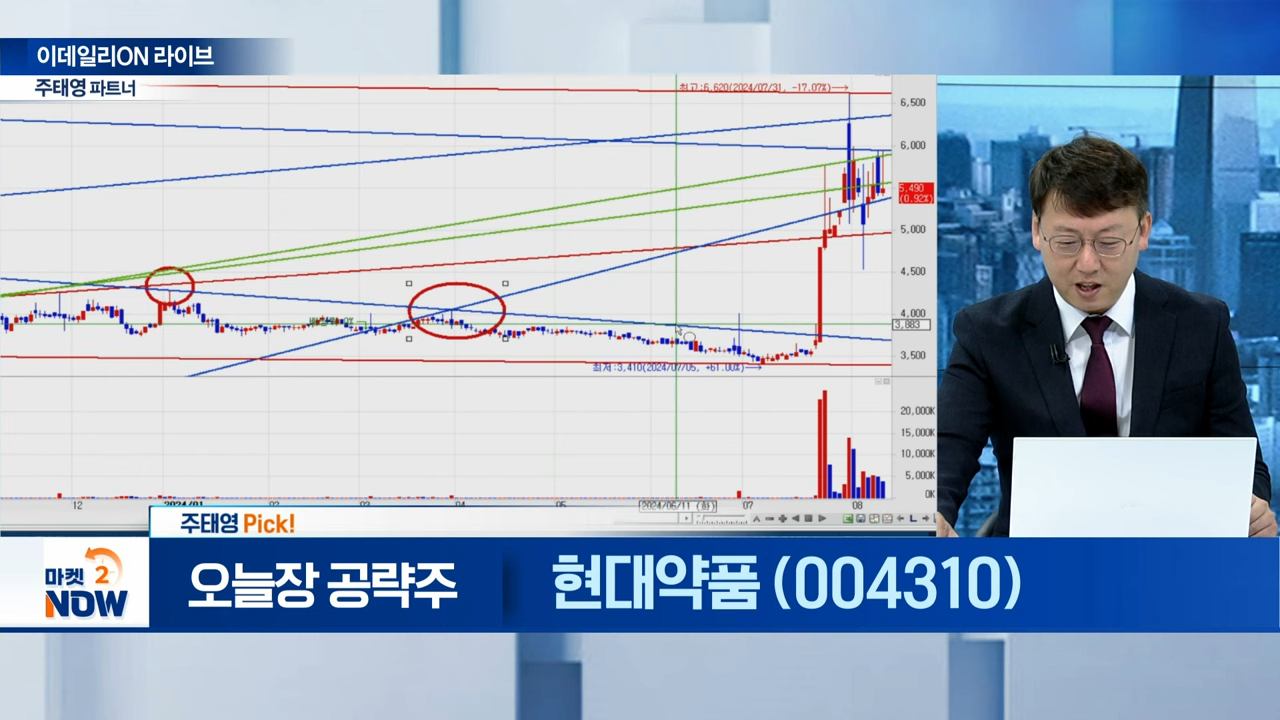 이데일리ON 라이브
주태영 파트너
최고:6,620(2024/07/31, -17.07%)→
6,500
6,000
5,490
(0.92%)
5,000
4,500
4,000
3,883
3,500
최저:3,410(2024/07/05, +61.00%)→
20,000K
15,000K
10,000K
5,000K
0K
12
2024/01
02
03
04
05
2024/06/11 (화)
07
08
주태영 Pick!
마켓 2
NOW
오늘장 공략주
현대약품 (004310)